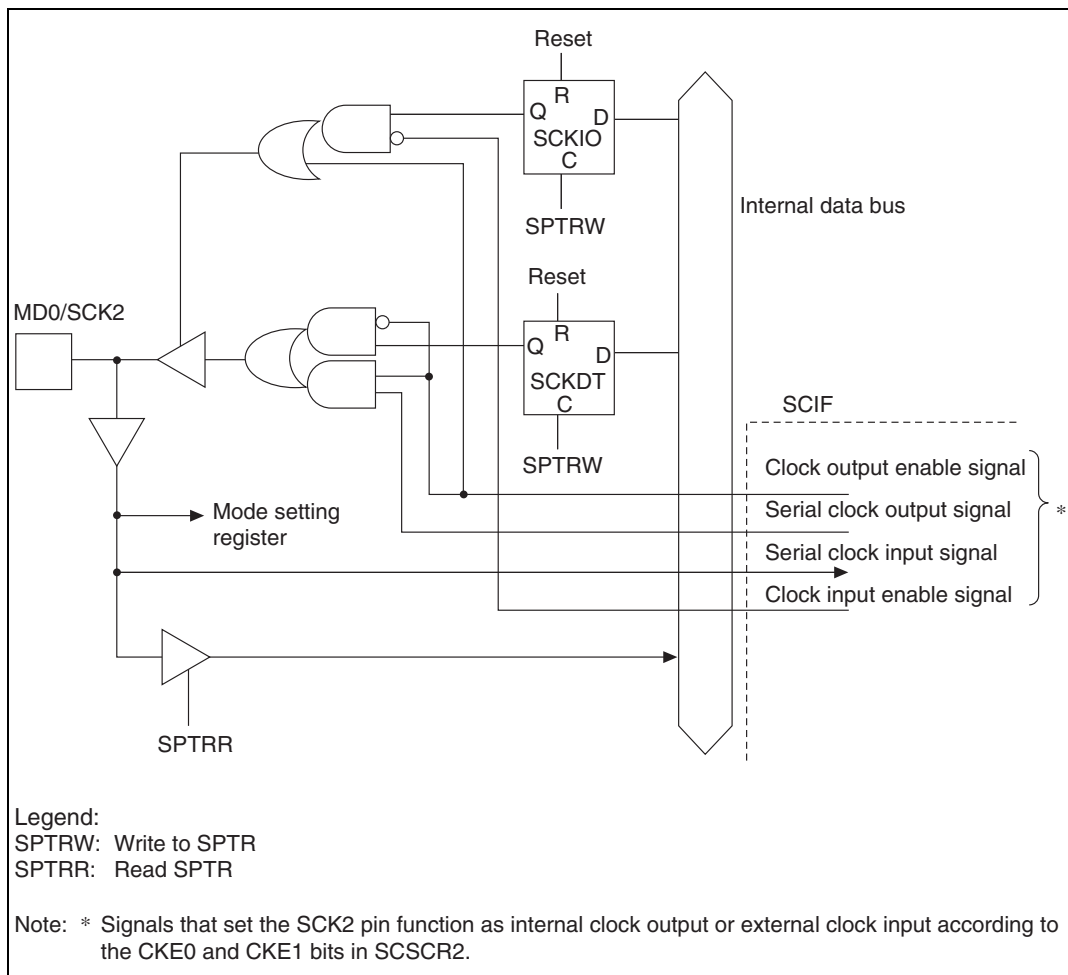 Reset
R
Q
D
SCKIO
C
SPTRW
Internal data bus
Reset
MD0/SCK2
R
Q
D
SCKDT
C
SPTRW
SCIF
Clock output enable signal
Serial clock output signal
*
Mode setting
register
Serial clock input signal
Clock input enable signal
SPTRR
Legend:
SPTRW: Write to SPTR
SPTRR: Read SPTR
Note: * Signals that set the SCK2 pin function as internal clock output or external clock input according to
the CKE0 and CKE1 bits in SCSCR2.